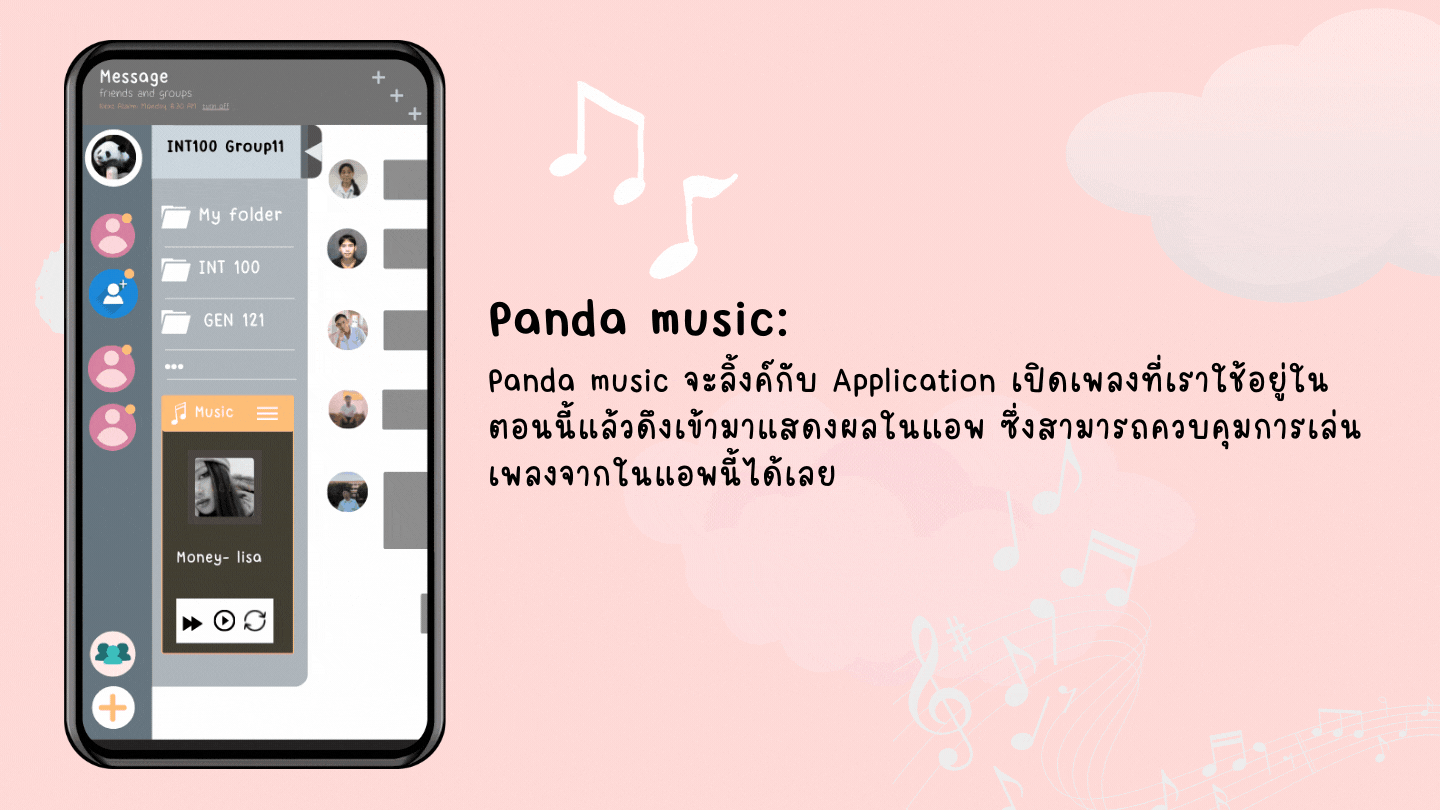 Message
friends and groups
Next Alarm: Monday, 8:30 AM turn off
INT100 Group11
My folder
INT 100
GEN 121
•••
Music
Money- lisa
Panda music:
Panda music จะลิ้งค์กับ Application เปิดเพลงที่เราใช้อยู่ใน
ตอนนี้แล้วดึงเข้ามาแสดงผลในแอพ ซึ่งสามารถควบคุมการเล่น
เพลงจากในแอพนี้ได้เลย